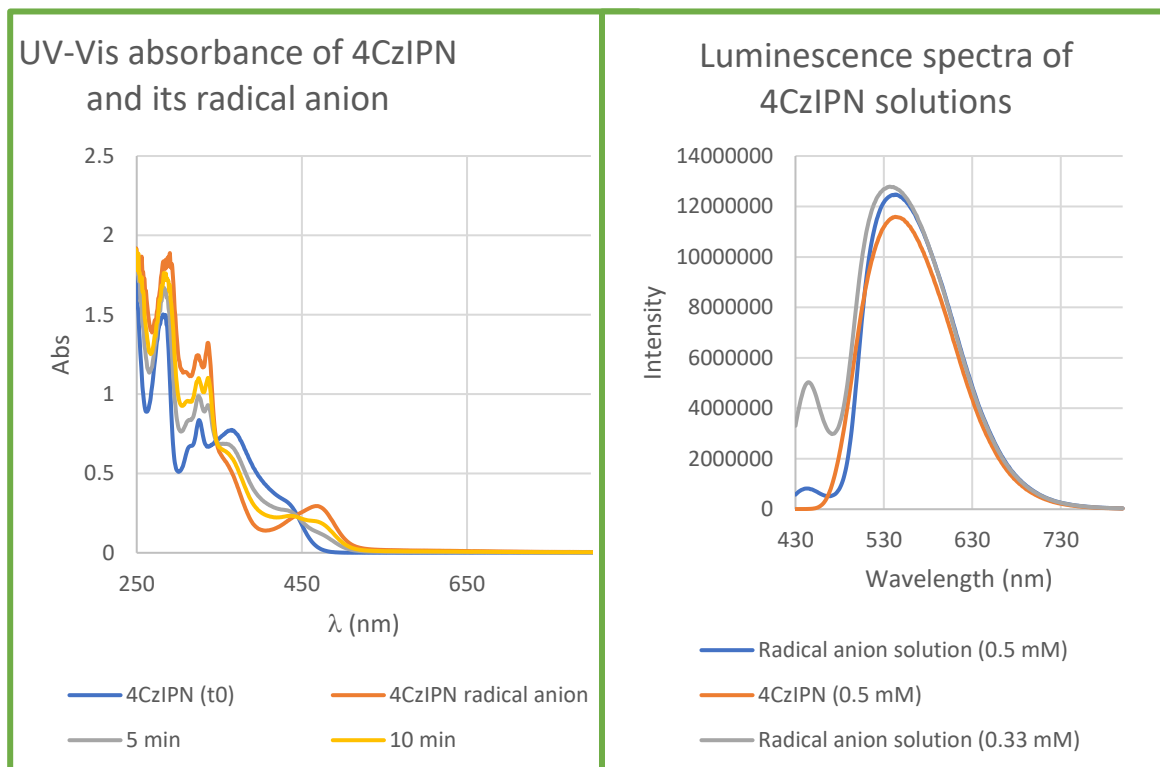 UV-Vis absorbance of 4CzIPN
and its radical anion
2.5
2
1.5
1
0.5
0
Abs
250
450
650
λ (nm)
4CzIPN (t0)
4CzIPN radical anion
5 min
10 min
Luminescence spectra of
4CzIPN solutions
14000000
12000000
10000000
8000000
6000000
4000000
2000000
0
Intensity
430
530
630
730
Wavelength (nm)
Radical anion solution (0.5 mM)
4CzIPN (0.5 mM)
Radical anion solution (0.33 mM)